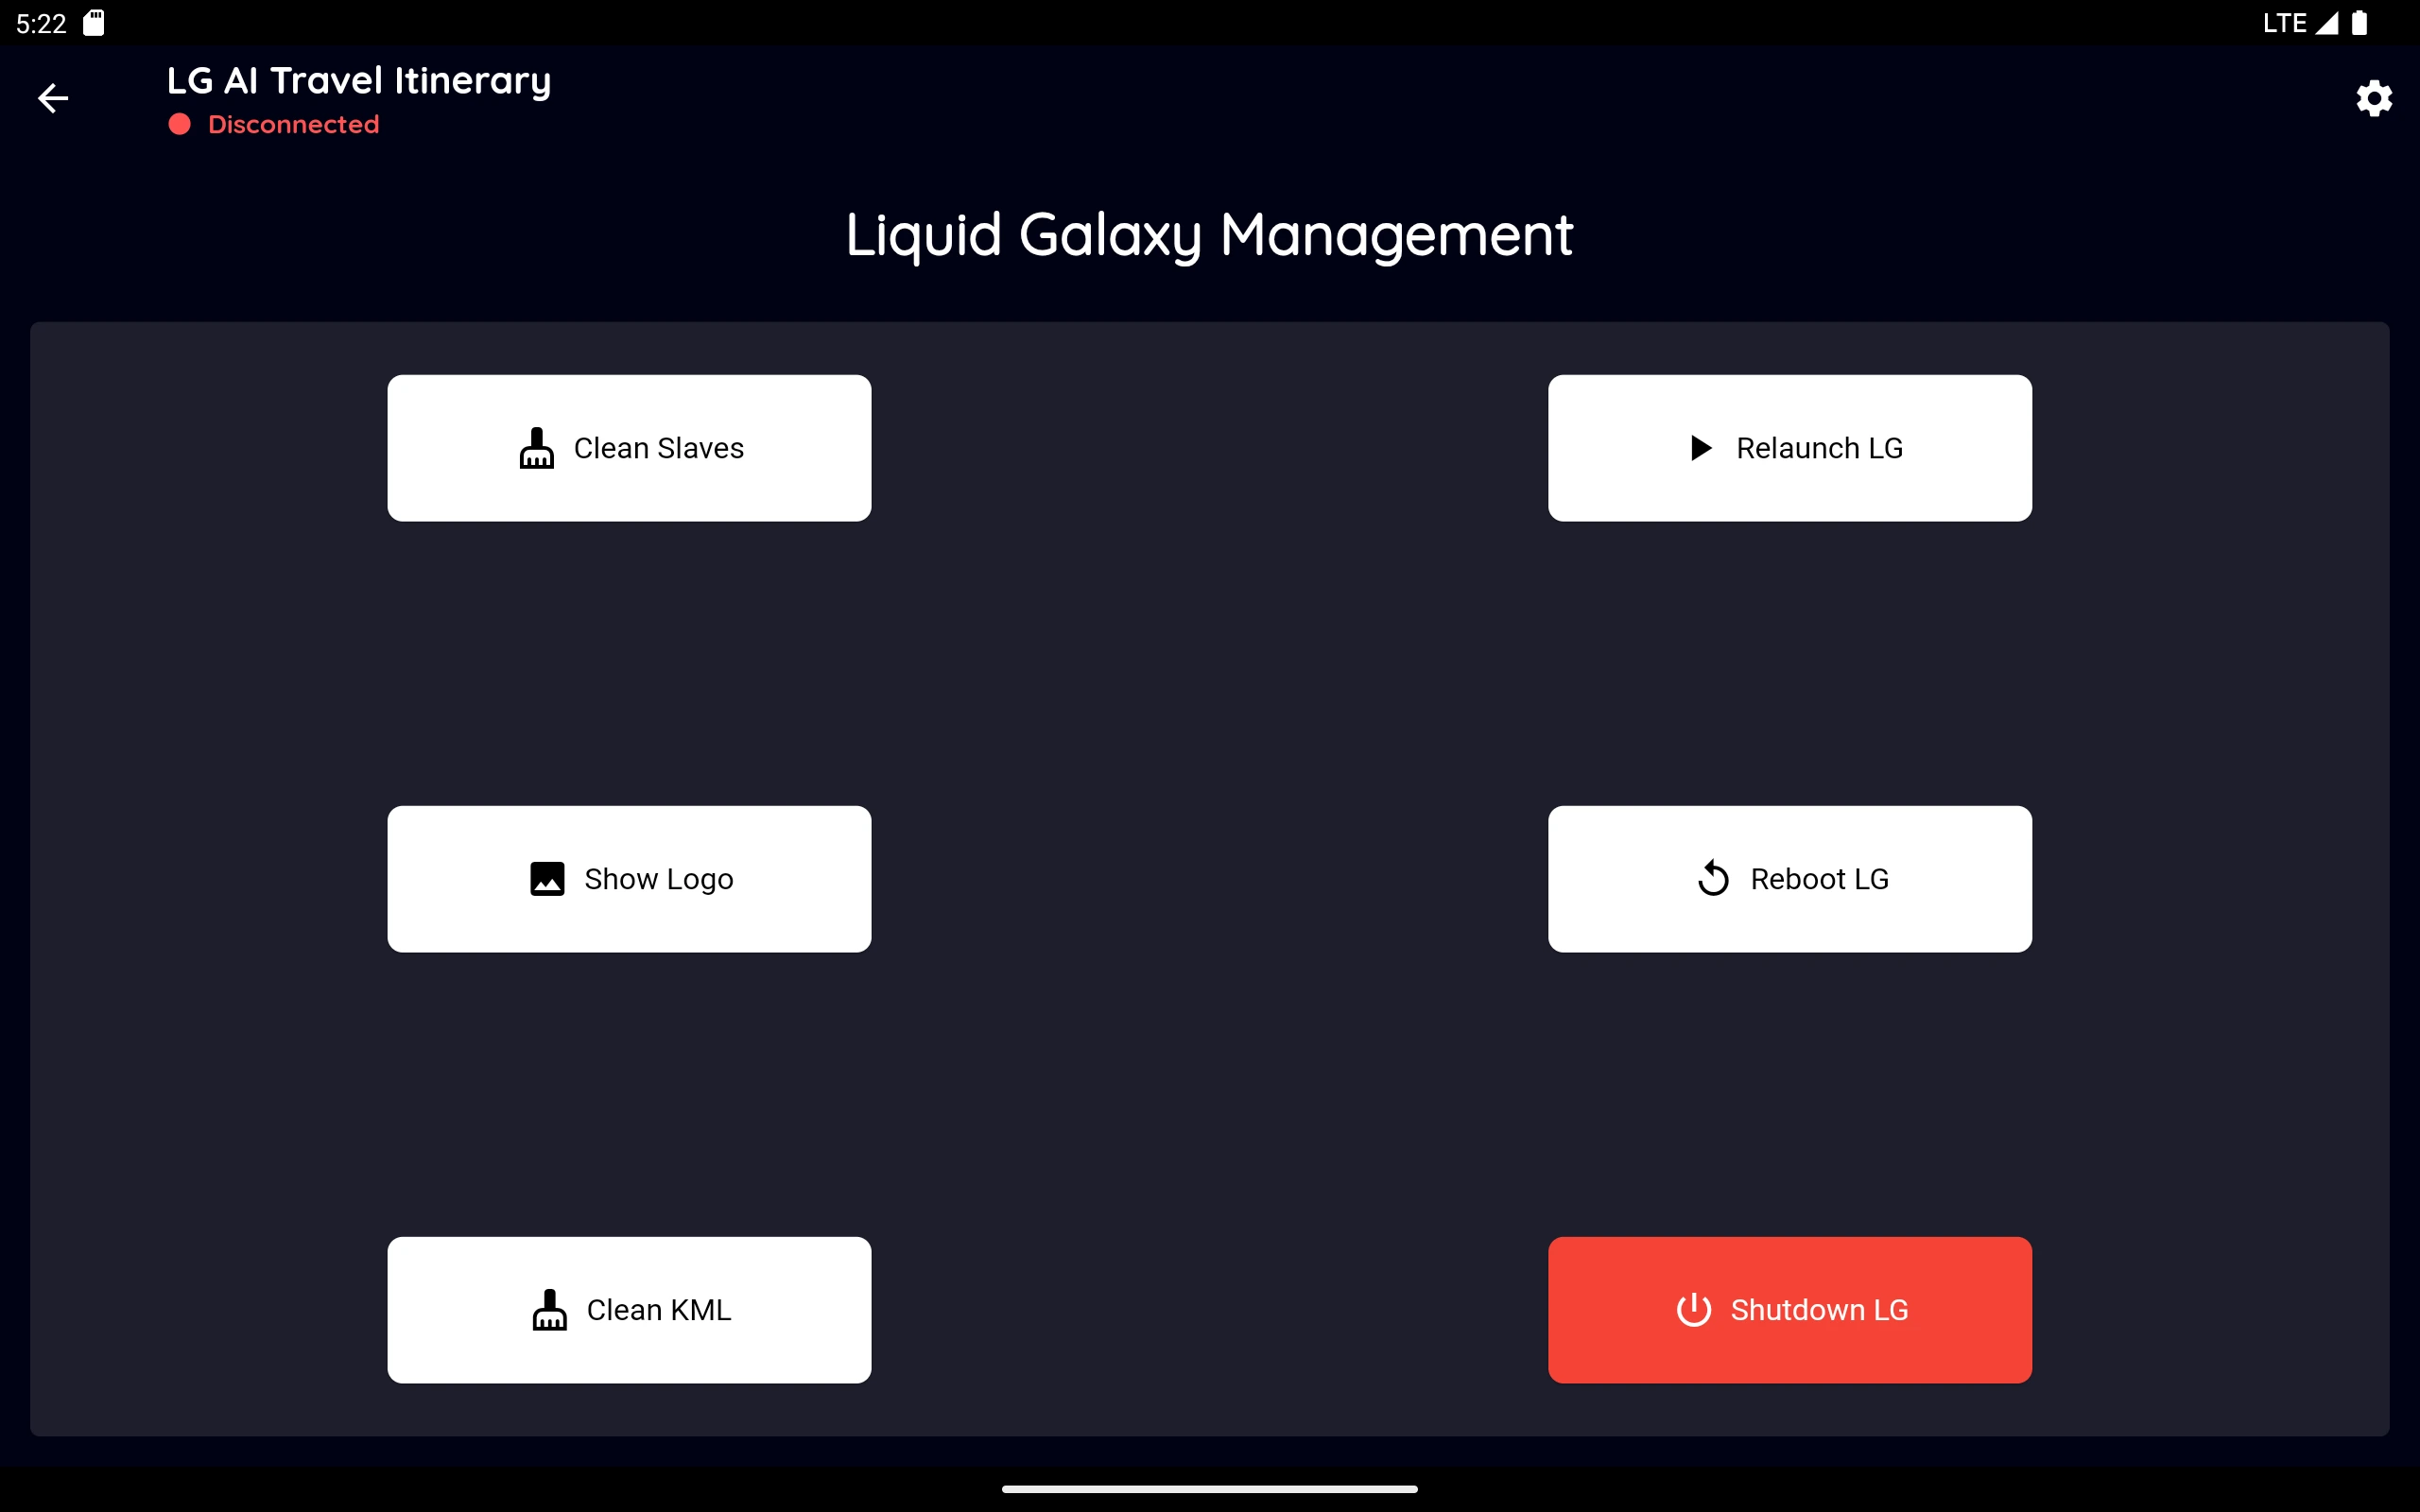 5:22
LTE
LG AI Travel Itinerary
Disconnected
Liquid Galaxy Management
Clean Slaves
Relaunch LG
Show Logo
Reboot LG
Clean KML
Shutdown LG